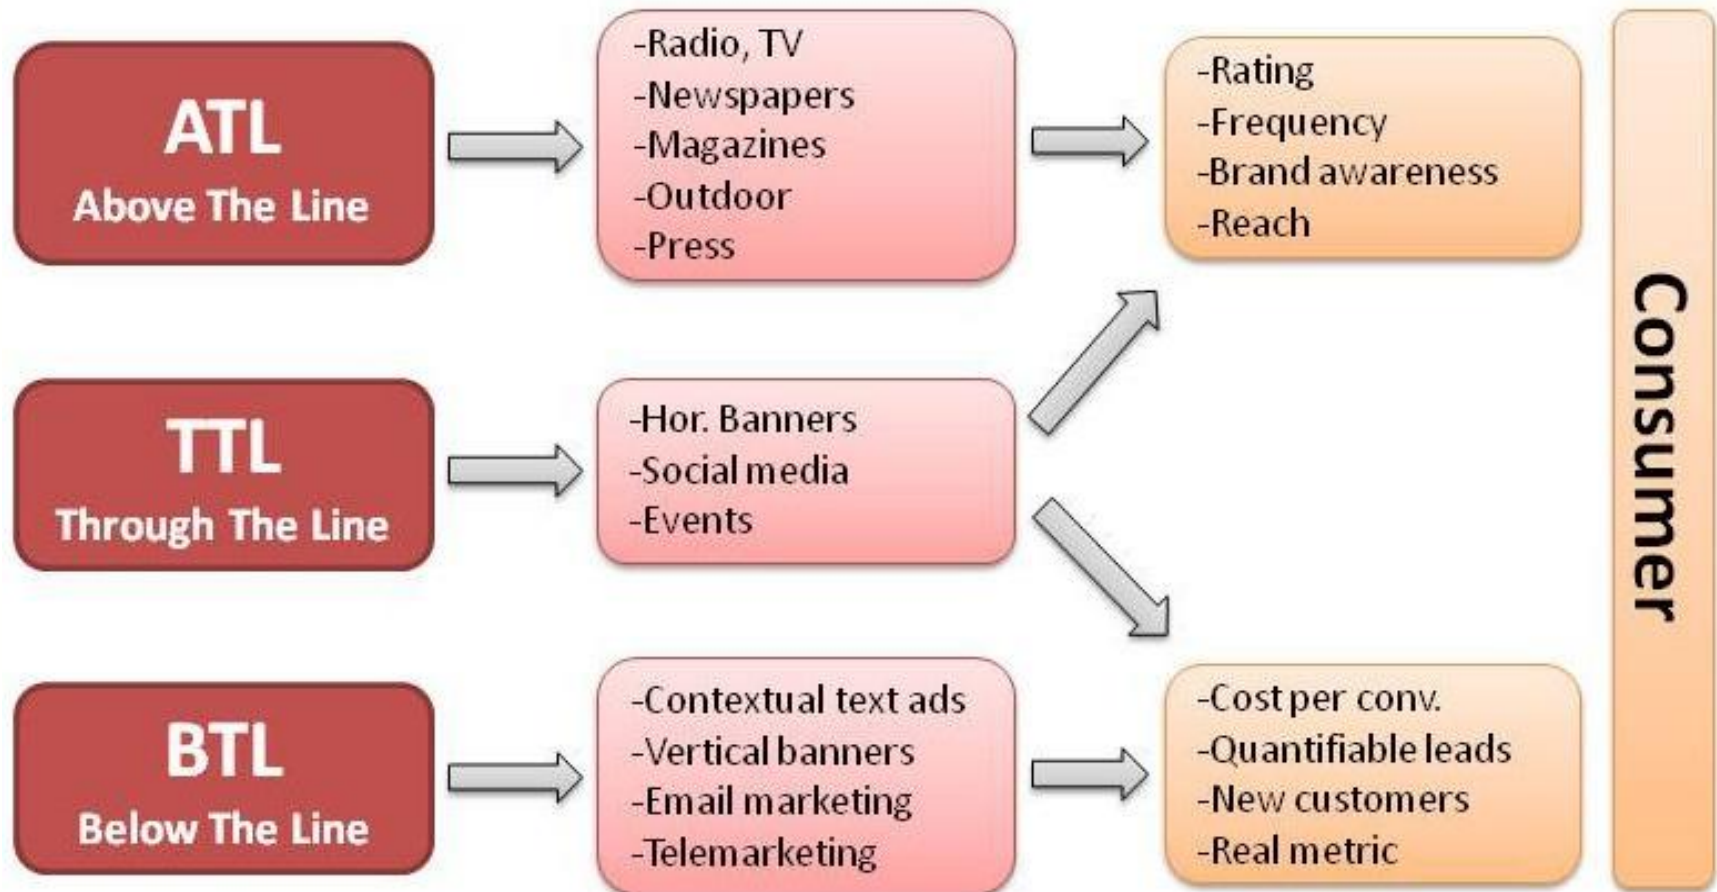 ATL
Above The Line
-Radio, TV
-Newspapers
-Magazines
-Outdoor
-Press
-Rating
-Frequency
-Brand awareness
-Reach
TTL
Through The Line
-Hor. Banners
-Social media
-Events
BTL
Below The Line
-Contextual text ads
-Vertical banners
-Email marketing
-Telemarketing
-Cost per conv.
-Quantifiable leads
-New customers
-Real metric
Consumer